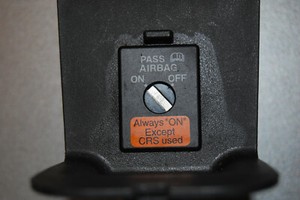 PASS
AIRBAG
ON OFF
Always "ON"
Except
CRS used